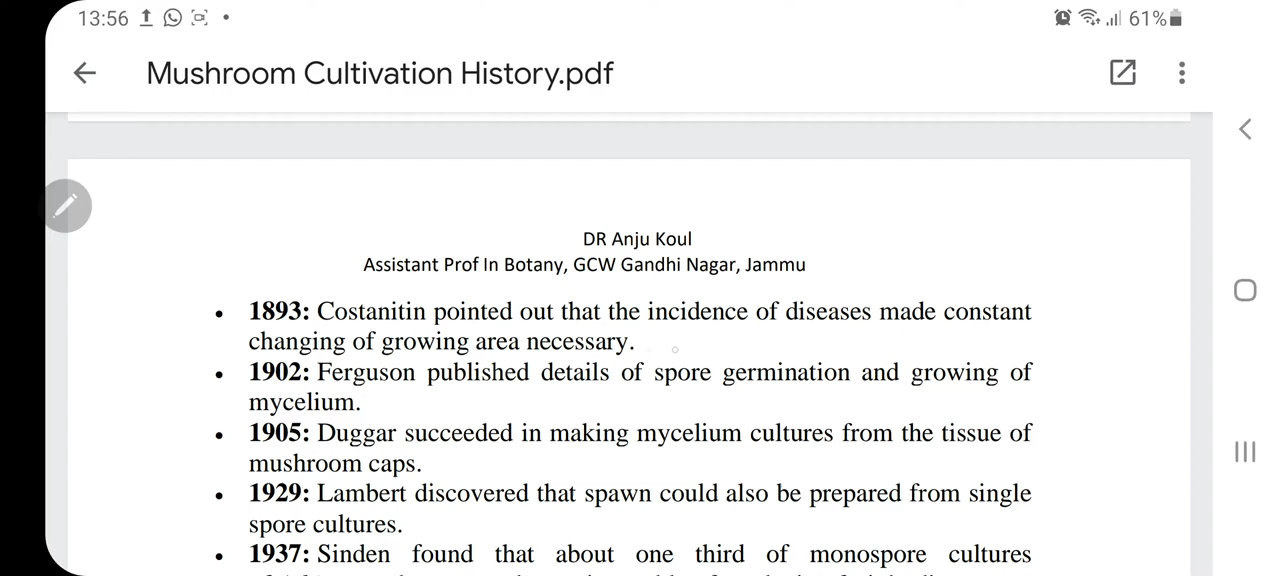 13:56
61%
Mushroom Cultivation History.pdf
DR Anju Koul
Assistant Prof In Botany, GCW Gandhi Nagar, Jammu
• 1893: Costanitin pointed out that the incidence of diseases made constant
changing of growing area necessary.
• 1902: Ferguson published details of spore germination and growing of
mycelium.
• 1905: Duggar succeeded in making mycelium cultures from the tissue of
mushroom caps.
• 1929: Lambert discovered that spawn could also be prepared from single
spore cultures.
• 1937: Sinden found that about one third of monospore cultures